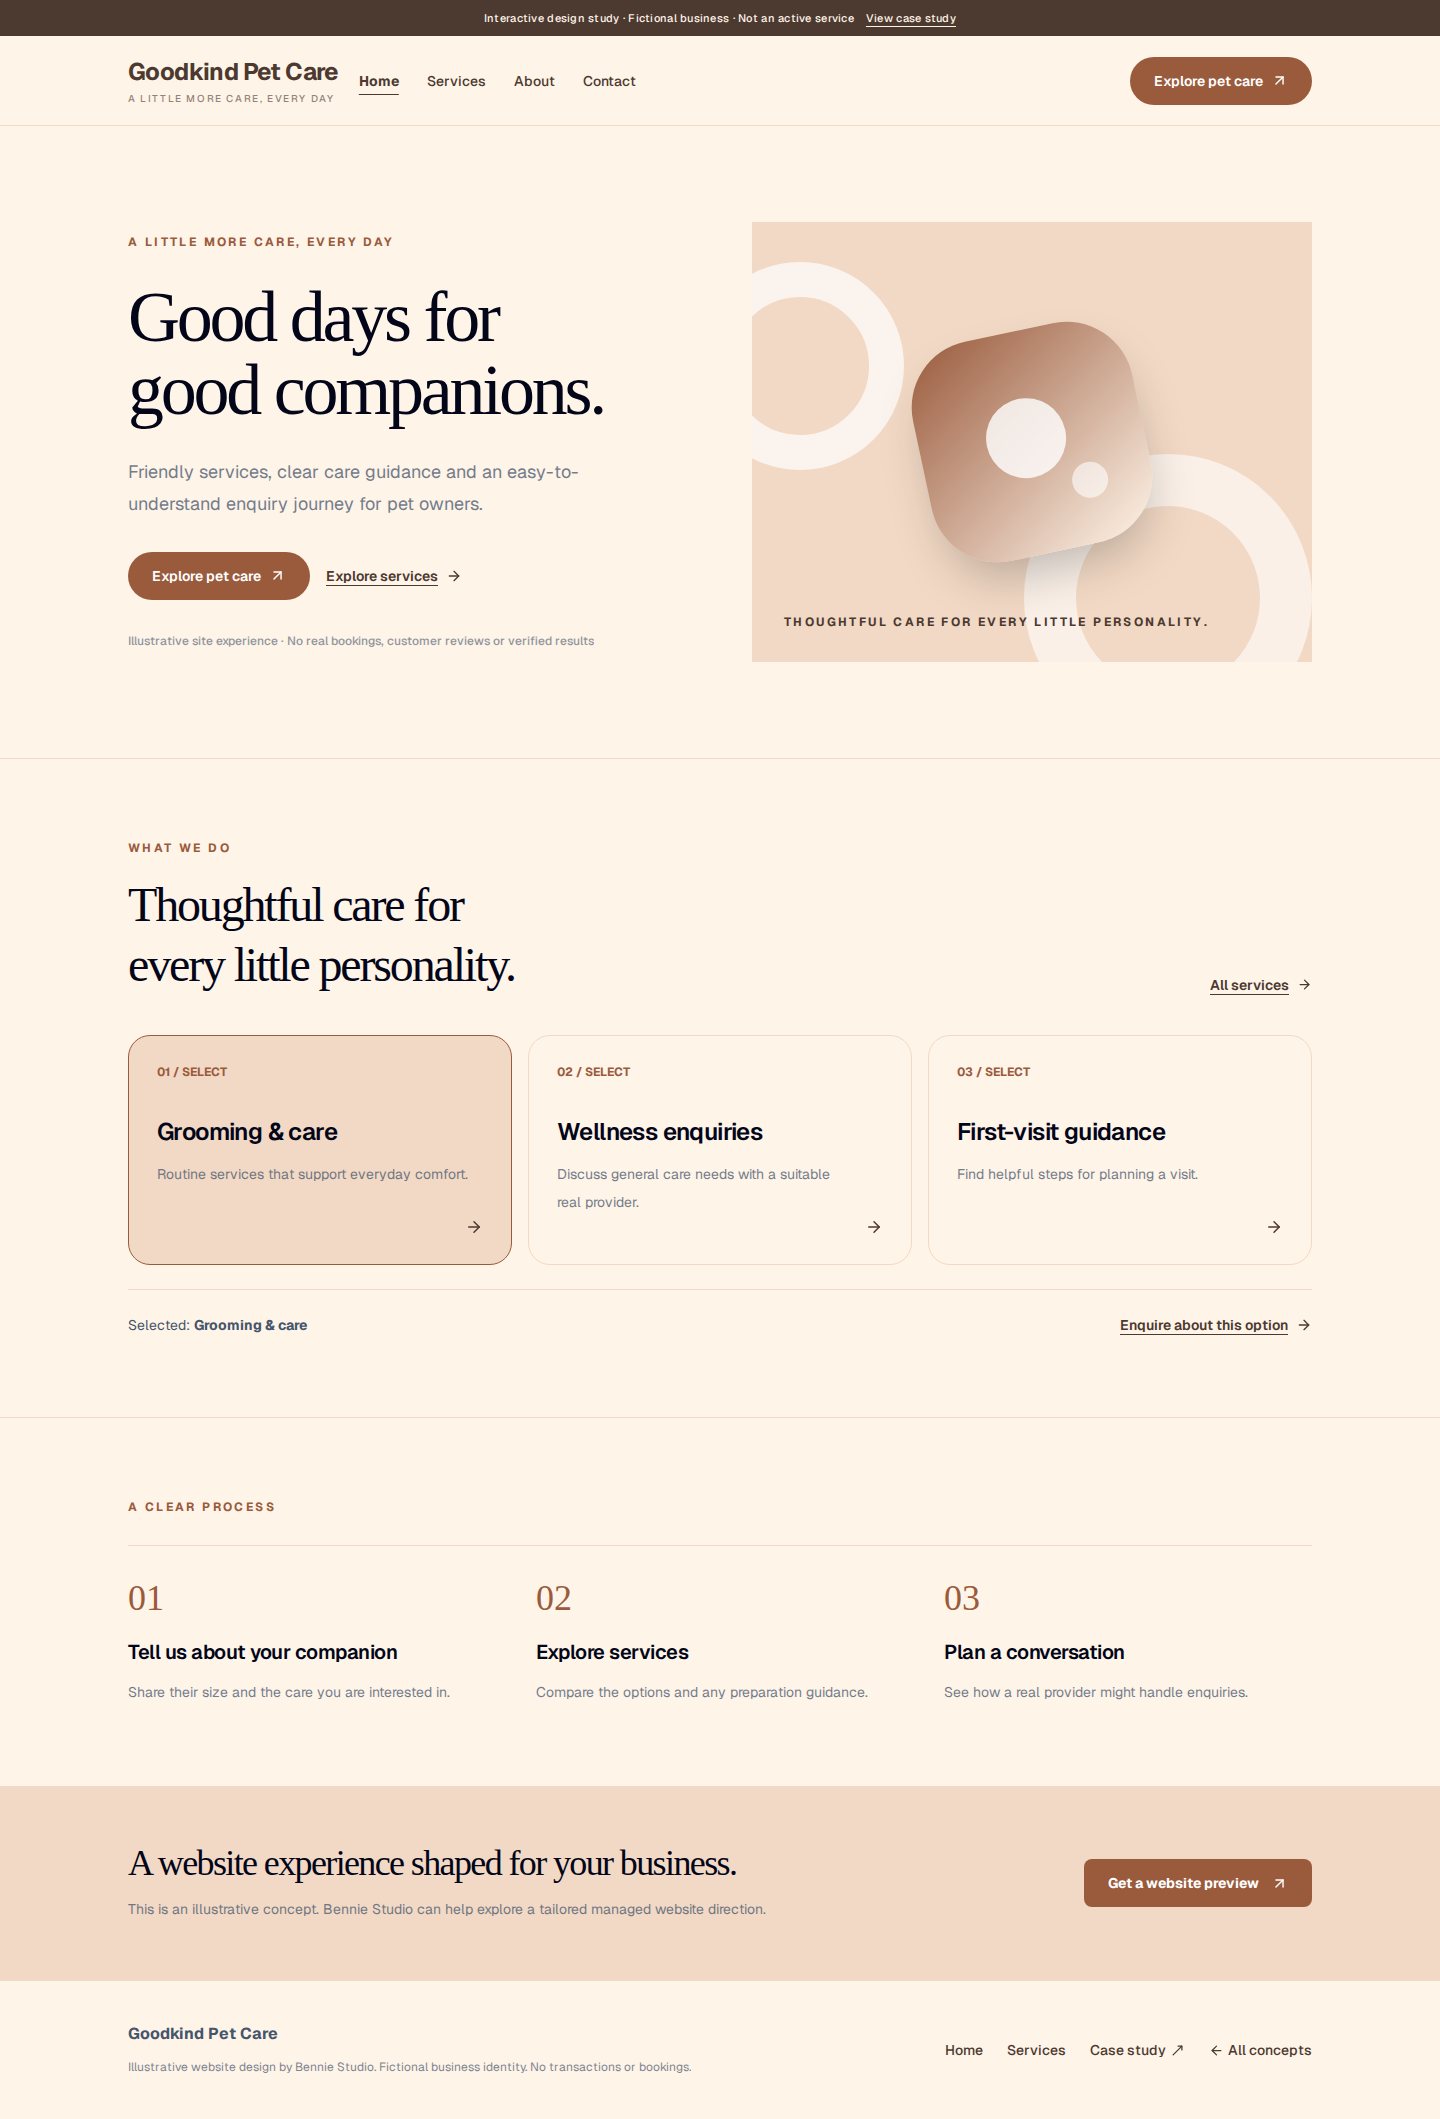 Interactive design study · Fictional business · Not an active service View case study
Goodkind Pet Care
A LITTLE MORE CARE, EVERY DAY
Home Services About Contact
Explore pet care
A LITTLE MORE CARE, EVERY DAY
Good days for
good companions.
Friendly services, clear care guidance and an easy-to-
understand enquiry journey for pet owners.
Explore pet care
Explore services
Illustrative site experience · No real bookings, customer reviews or verified results
THOUGHTFUL CARE FOR EVERY LITTLE PERSONALITY.
WHAT WE DO
Thoughtful care for
every little personality.
All services
01 / SELECT
Grooming & care
Routine services that support everyday comfort.
02 / SELECT
Wellness enquiries
Discuss general care needs with a suitable
real provider.
03 / SELECT
First-visit guidance
Find helpful steps for planning a visit.
Selected: Grooming & care
Enquire about this option
A CLEAR PROCESS
01
Tell us about your companion
Share their size and the care you are interested in.
02
Explore services
Compare the options and any preparation guidance.
03
Plan a conversation
See how a real provider might handle enquiries.
A website experience shaped for your business.
This is an illustrative concept. Bennie Studio can help explore a tailored managed website direction.
Get a website preview
Goodkind Pet Care
Illustrative website design by Bennie Studio. Fictional business identity. No transactions or bookings.
Home Services Case study ↗ ← All concepts